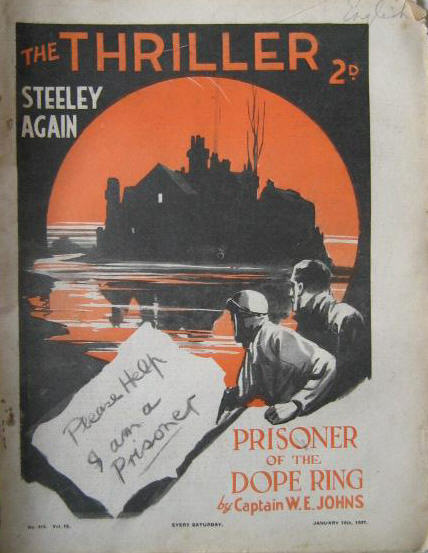 English
THE THRILLER
2D.
STEELEY
AGAIN
Please Help
I am a
Prisoner
PRISONER
OF THE
DOPE RING
by Captain W.E. JOHNS
EVERY SATURDAY.